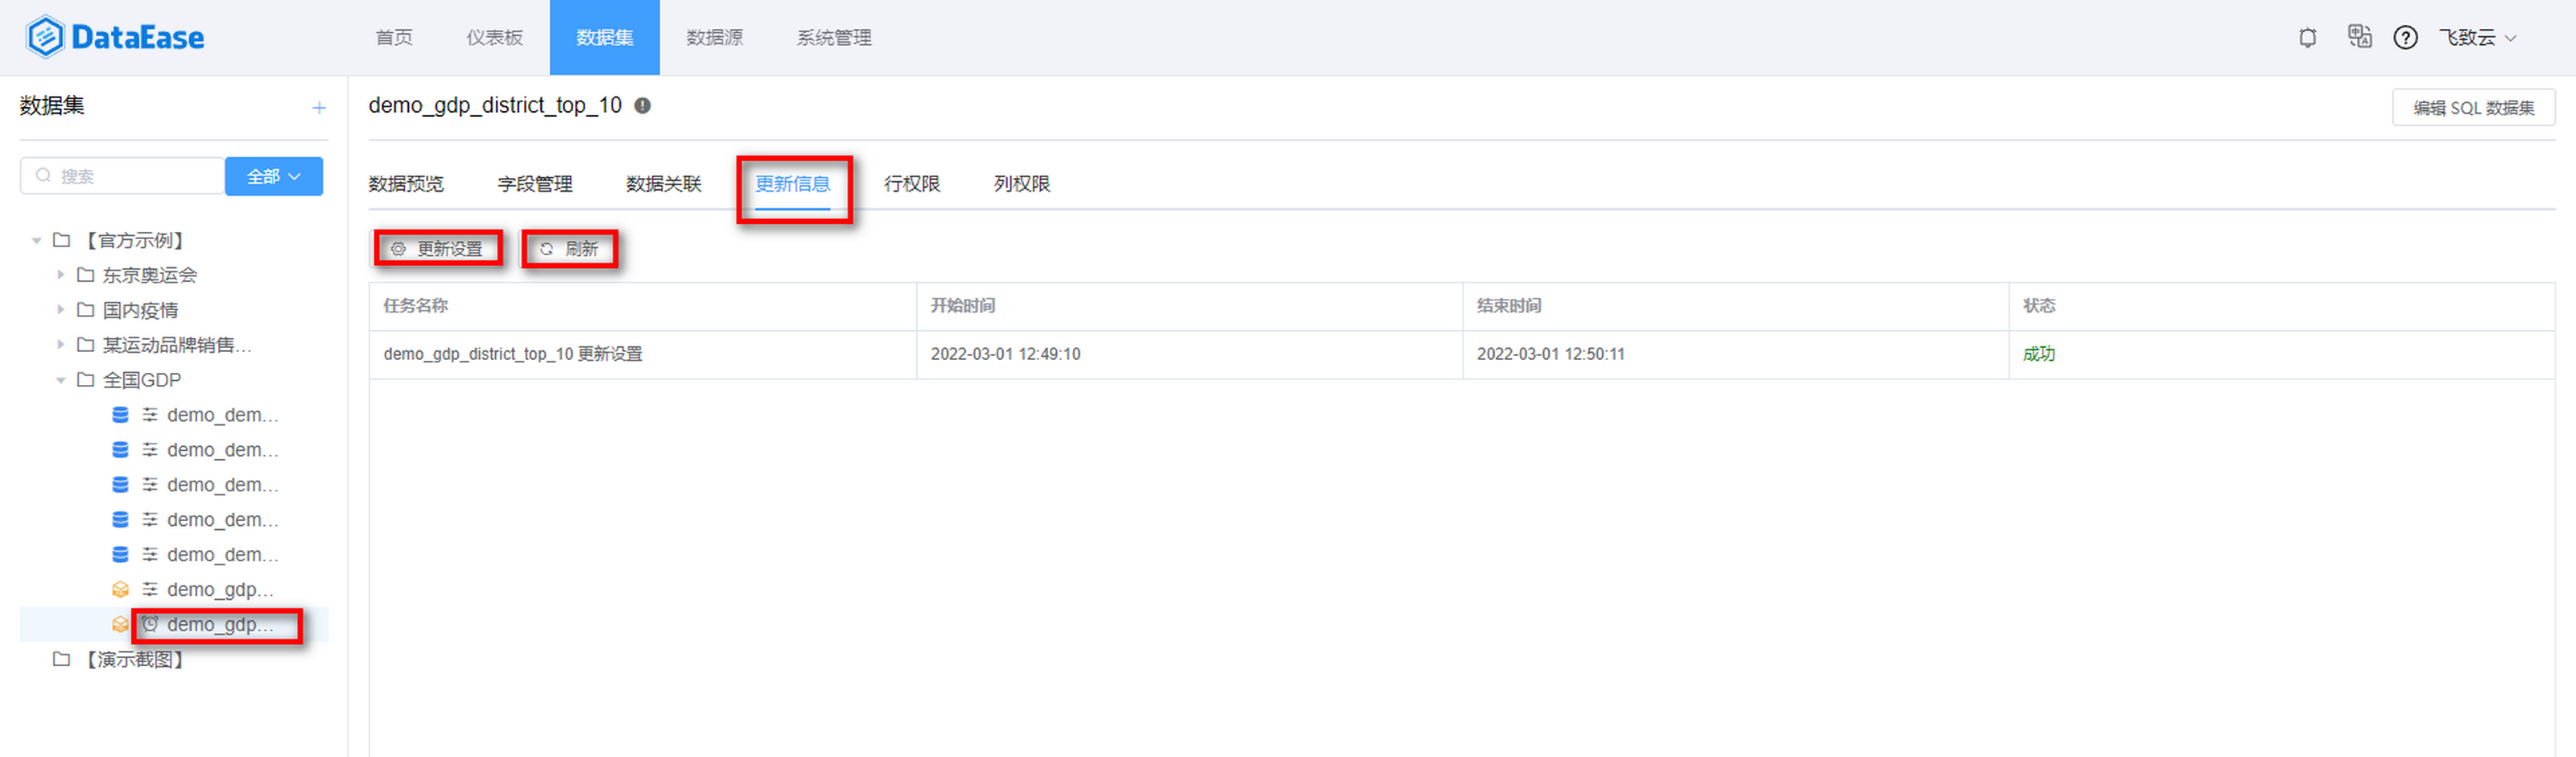 DataEase 首页 仪表板 数据集 数据源 系统管理 飞致云
数据集
搜索 全部
【官方示例】
东京奥运会
国内疫情
某运动品牌销售...
全国GDP
demo_dem...
demo_dem...
demo_dem...
demo_dem...
demo_dem...
demo_gdp...
demo_gdp...
【演示截图】
demo_gdp_district_top_10 编辑 SQL 数据集
数据预览 字段管理 数据关联 更新信息 行权限 列权限
更新设置 刷新
任务名称 开始时间 结束时间 状态
demo_gdp_district_top_10 更新设置 2022-03-01 12:49:10 2022-03-01 12:50:11 成功